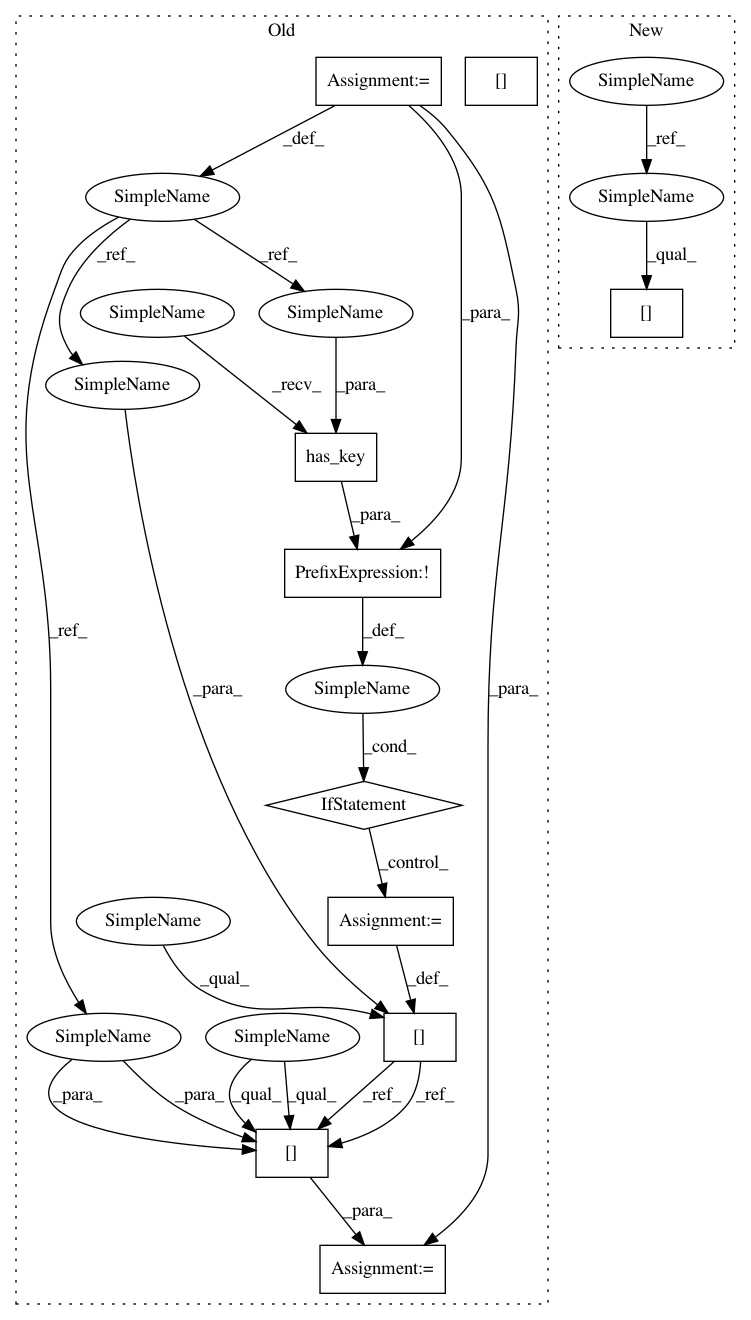 Old
New
Assignment:=
[]
SimpleName
_def_
_ref_
SimpleName
SimpleName
_ref_
_ref_
_qual_
SimpleName
SimpleName
_para_
[]
SimpleName
_recv_
_para_
has_key
_para_
PrefixExpression:!
_ref_
_def_
_para_
SimpleName
_para_
_cond_
IfStatement
_control_
SimpleName
Assignment:=
_qual_
_def_
SimpleName
SimpleName
[]
_para_
_para_
_qual_
_qual_
_ref_
_ref_
[]
_para_
Assignment:=